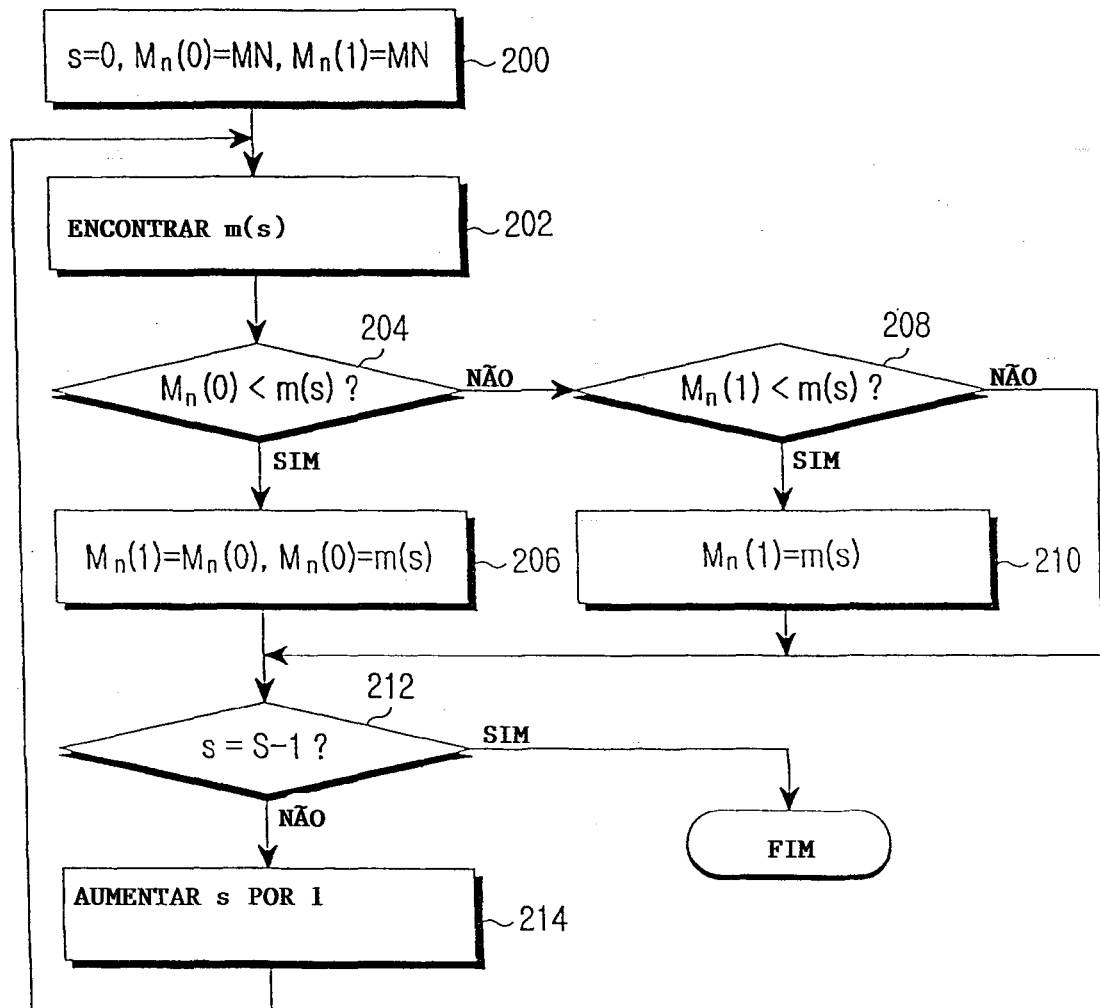 s=0, Mn(0)=MN, Mn(1)=MN
200
ENCONTRAR m(s)
202
204
Mn(0) < m(s) ?
NÃO
208
Mn(1) < m(s) ?
NÃO
SIM
SIM
Mn(1)=Mn(0), Mn(0)=m(s)
206
Mn(1)=m(s)
210
212
s = S-1 ?
SIM
NÃO
FIM
AUMENTAR s POR 1
214